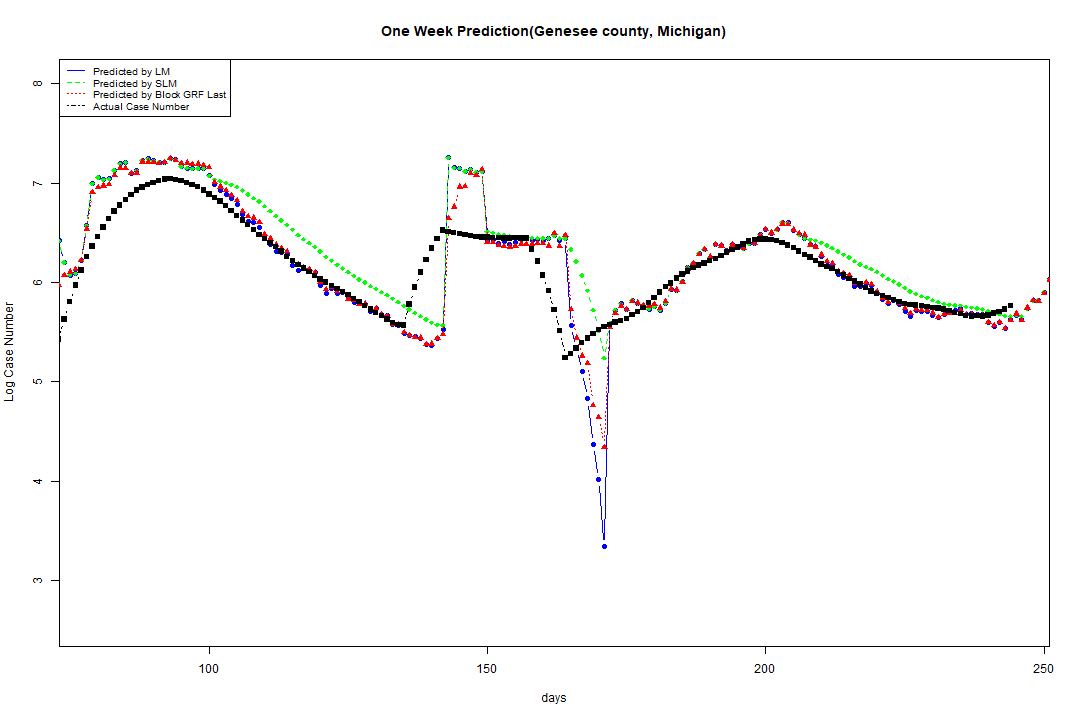 One Week Prediction(Genesee county, Michigan)
Predicted by LM
Predicted by SLM
Predicted by Block GRF Last
Actual Case Number
8
7
6
5
4
3
Log Case Number
100 150 200 250
days